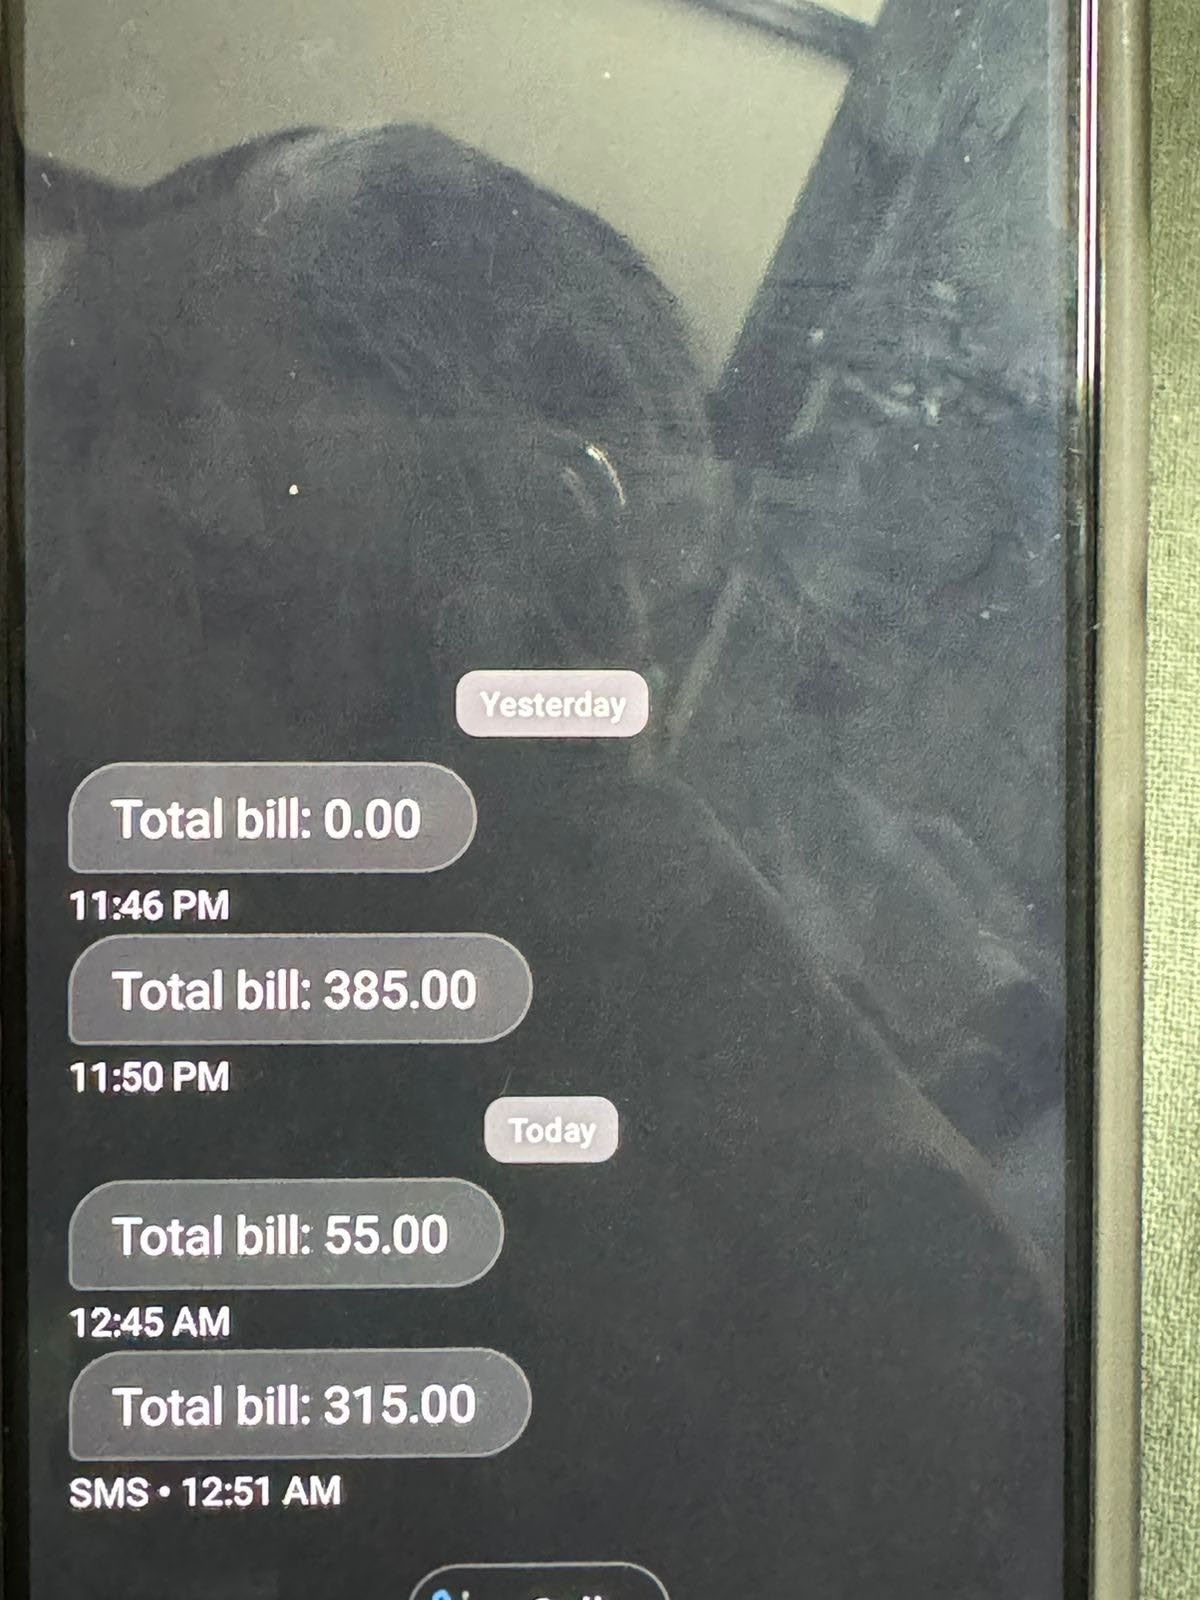 Yesterday
Total bill: 0.00
11:46 PM
Total bill: 385.00
11:50 PM
Today
Total bill: 55.00
12:45 AM
Total bill: 315.00
SMS • 12:51 AM